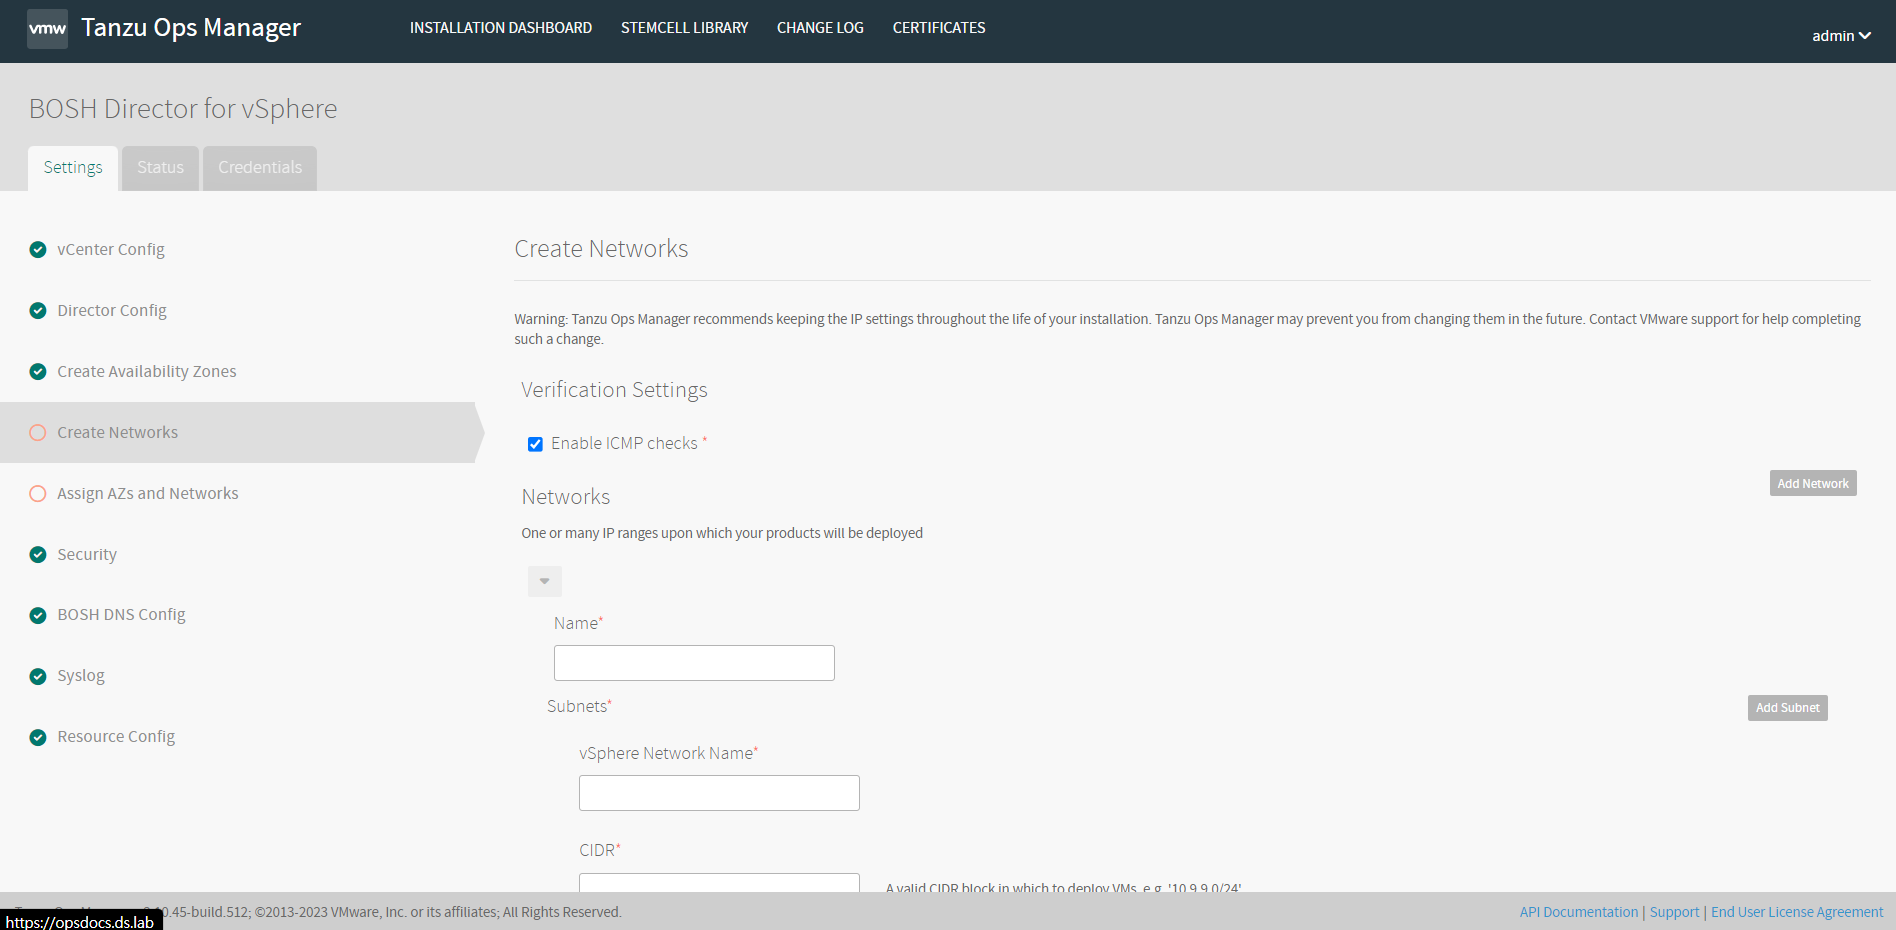 vmw Tanzu Ops Manager
INSTALLATION DASHBOARD STEMCELL LIBRARY CHANGE LOG CERTIFICATES
admin
BOSH Director for vSphere
Settings Status Credentials
vCenter Config
Director Config
Create Availability Zones
Create Networks
Assign AZs and Networks
Security
BOSH DNS Config
Syslog
Resource Config
Create Networks
Warning: Tanzu Ops Manager recommends keeping the IP settings throughout the life of your installation. Tanzu Ops Manager may prevent you from changing them in the future. Contact VMware support for help completing
such a change.
Verification Settings
Enable ICMP checks *
Networks
Add Network
One or many IP ranges upon which your products will be deployed
Name*
Subnets*
Add Subnet
vSphere Network Name*
CIDR*
A valid CIDR block in which to deploy VMs, e.g. '10.9.9.0/24'
0.45-build.512; ©2013-2023 VMware, Inc. or its affiliates; All Rights Reserved.
API Documentation | Support | End User License Agreement
https://opsdocs.ds.lab